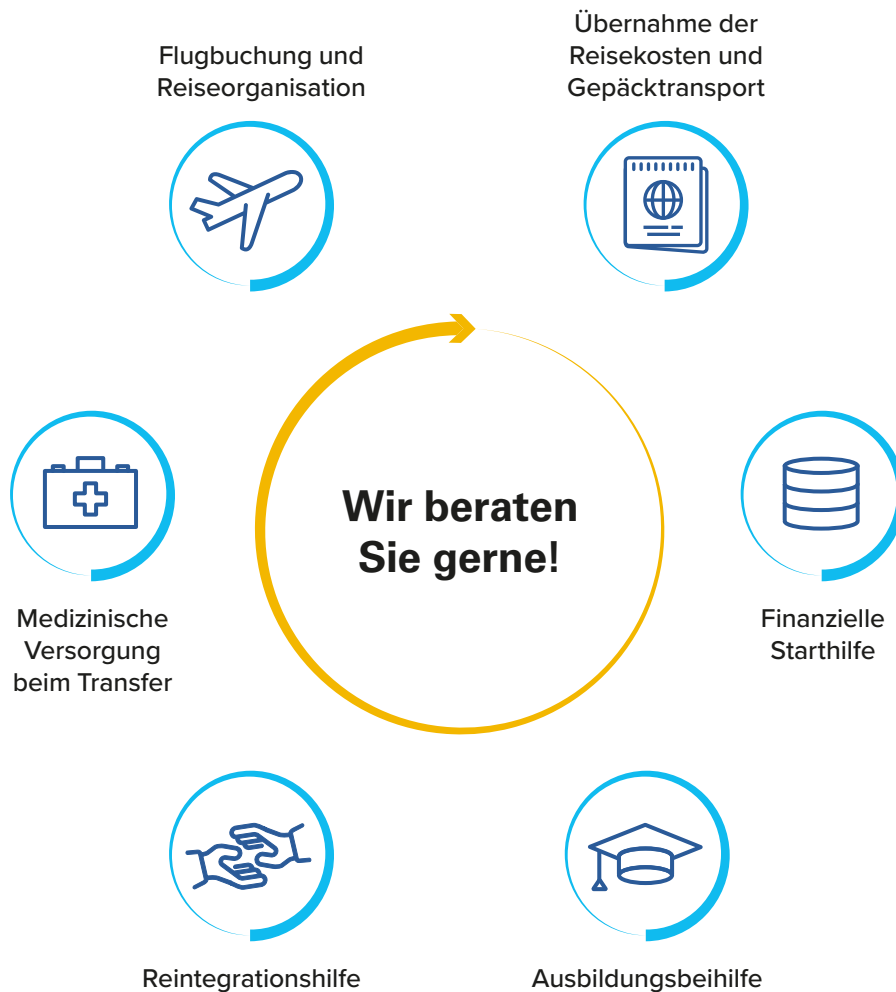 Flugbuchung und
Reiseorganisation
Übernahme der
Reisekosten und
Gepäcktransport
Wir beraten
Sie gerne!
Medizinische
Versorgung
beim Transfer
Finanzielle
Starthilfe
Reintegrationshilfe
Ausbildungsbeihilfe